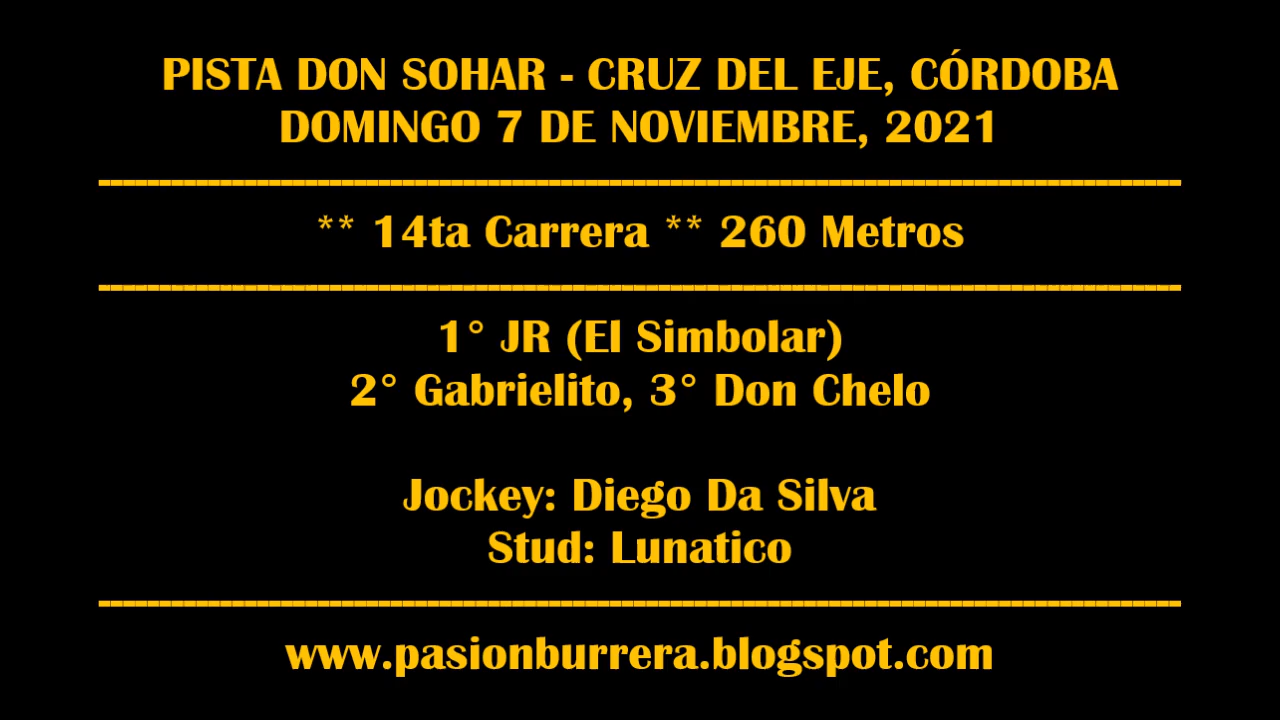 PISTA DON SOHAR - CRUZ DEL EJE, CÓRDOBA
DOMINGO 7 DE NOVIEMBRE, 2021
** 14ta Carrera ** 260 Metros
1° JR (El Simbolar)
2° Gabrielito, 3° Don Chelo
Jockey: Diego Da Silva
Stud: Lunatico
www.pasionburrera.blogspot.com